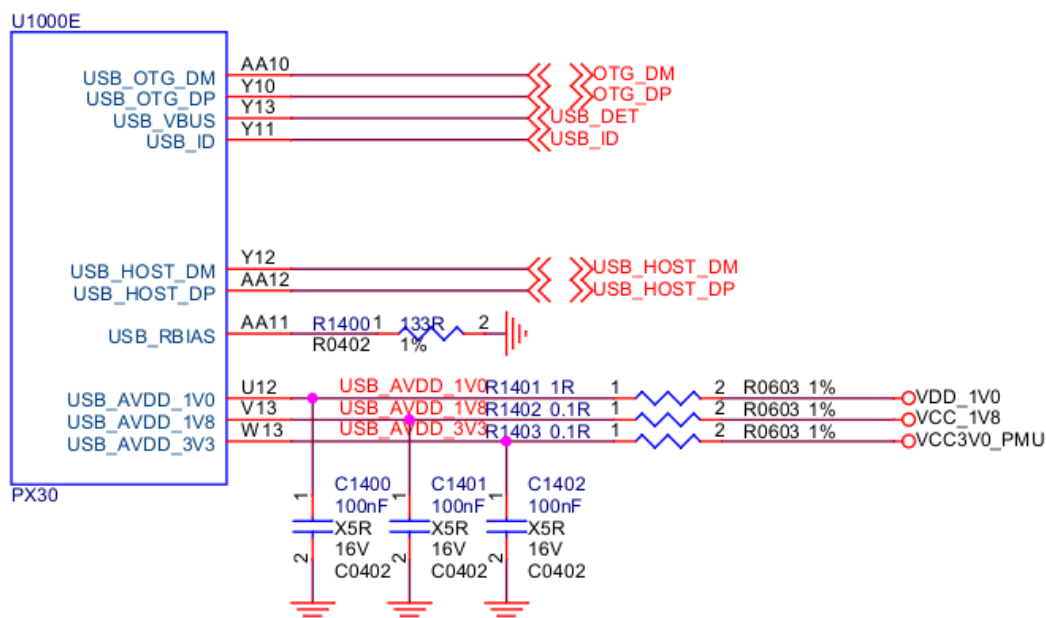 U1000E
USB_OTG_DM AA10 OTG_DM
USB_OTG_DP Y10 OTG_DP
USB_VBUS Y13 USB_DET
USB_ID Y11 USB_ID
USB_HOST_DM Y12 USB_HOST_DM
USB_HOST_DP AA12 USB_HOST_DP
USB_RBIAS AA11 R1400 1 133R 2
R0402 1%
USB_AVDD_1V0 U12 USB_AVDD_1V0 R1401 1R 1 2 R0603 1% VDD_1V0
USB_AVDD_1V8 V13 USB_AVDD_1V8 R1402 0.1R 1 2 R0603 1% VCC_1V8
USB_AVDD_3V3 W13 USB_AVDD_3V3 R1403 0.1R 1 2 R0603 1% VCC3V0_PMU
PX30
1 C1400 1 C1401 1 C1402
100nF 100nF 100nF
X5R X5R X5R
2 16V 2 16V 2 16V
C0402 C0402 C0402